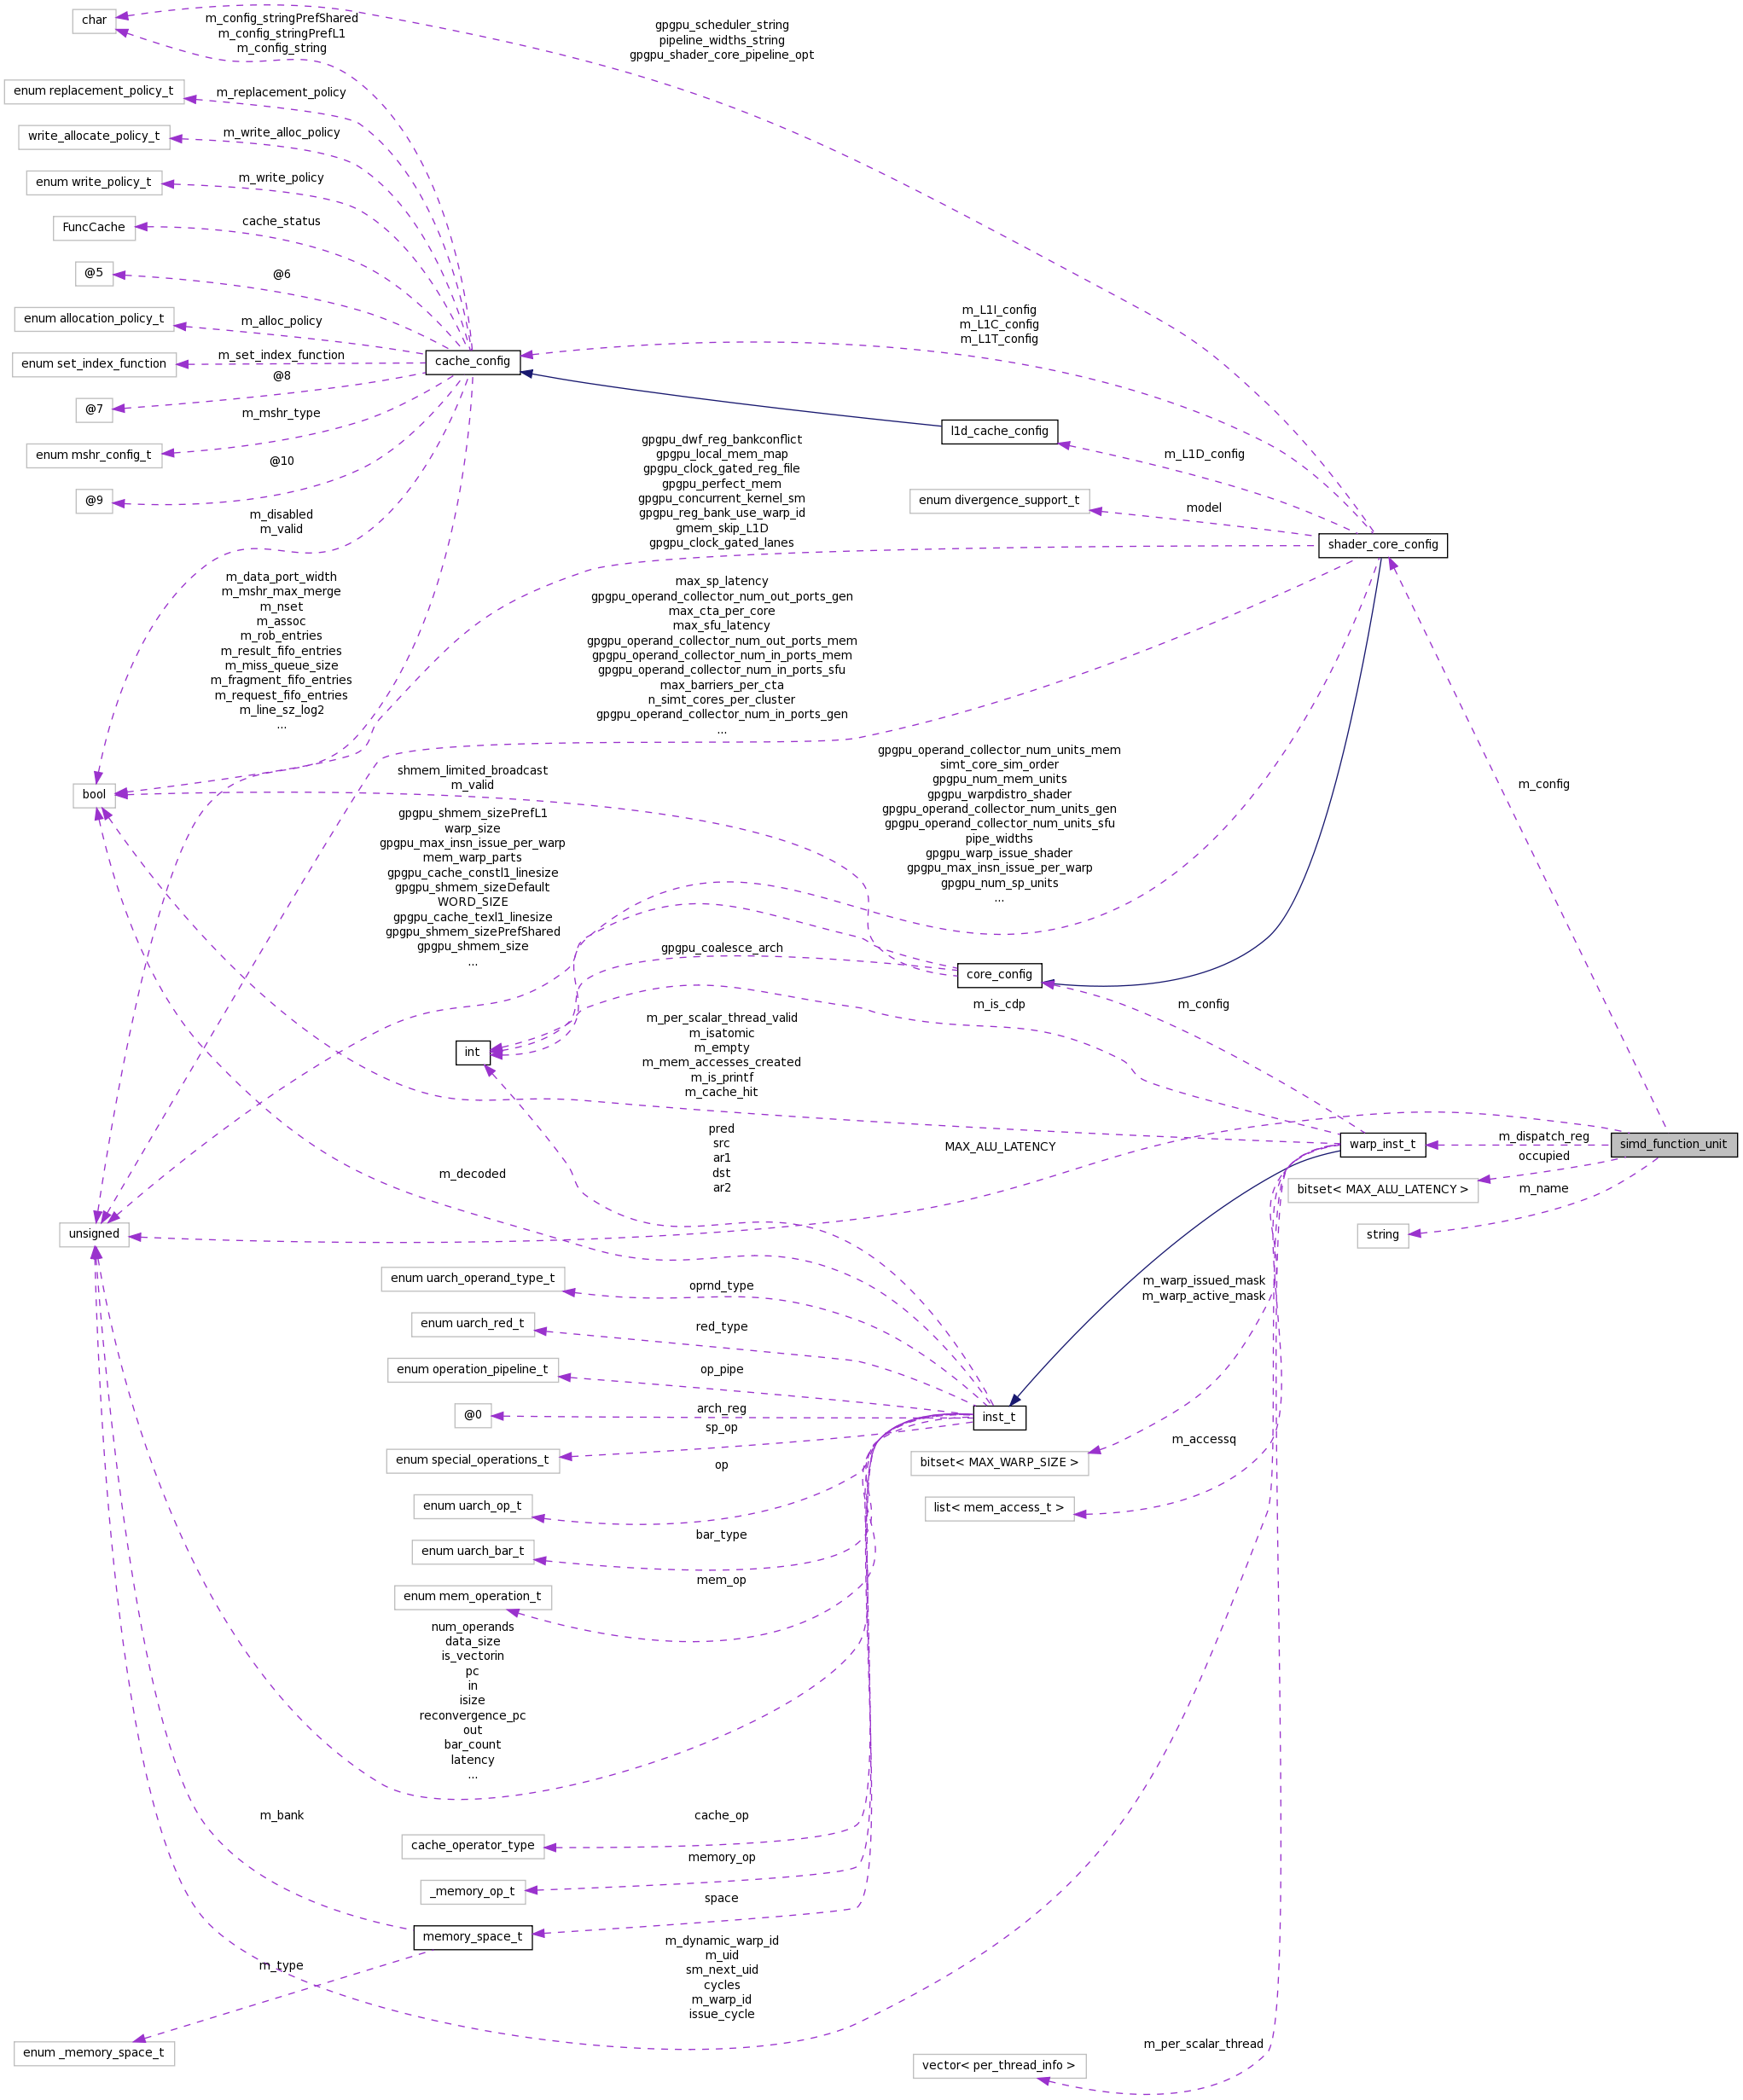 char
m_config_stringPrefShared
m_config_stringPrefL1
m_config_string
gpgpu_scheduler_string
pipeline_widths_string
gpgpu_shader_core_pipeline_opt
enum replacement_policy_t
m_replacement_policy
write_allocate_policy_t
m_write_alloc_policy
enum write_policy_t
m_write_policy
FuncCache
cache_status
@5
@6
enum allocation_policy_t
m_alloc_policy
m_L1I_config
m_L1C_config
m_L1T_config
enum set_index_function
m_set_index_function
cache_config
@8
@7
m_mshr_type
enum mshr_config_t
@10
@9
l1d_cache_config
m_L1D_config
enum divergence_support_t
model
shader_core_config
gpgpu_dwf_reg_bankconflict
gpgpu_local_mem_map
gpgpu_clock_gated_reg_file
gpgpu_perfect_mem
gpgpu_concurrent_kernel_sm
gpgpu_reg_bank_use_warp_id
gmem_skip_L1D
gpgpu_clock_gated_lanes
m_disabled
m_valid
m_data_port_width
m_mshr_max_merge
m_nset
m_assoc
m_rob_entries
m_result_fifo_entries
m_miss_queue_size
m_fragment_fifo_entries
m_request_fifo_entries
m_line_sz_log2
...
max_sp_latency
gpgpu_operand_collector_num_out_ports_gen
max_cta_per_core
max_sfu_latency
gpgpu_operand_collector_num_out_ports_mem
gpgpu_operand_collector_num_in_ports_mem
gpgpu_operand_collector_num_in_ports_sfu
max_barriers_per_cta
n_simt_cores_per_cluster
gpgpu_operand_collector_num_in_ports_gen
...
gpgpu_operand_collector_num_units_mem
simt_core_sim_order
gpgpu_num_mem_units
gpgpu_warpdistro_shader
gpgpu_operand_collector_num_units_gen
gpgpu_operand_collector_num_units_sfu
pipe_widths
gpgpu_warp_issue_shader
gpgpu_max_insn_issue_per_warp
gpgpu_num_sp_units
...
m_config
bool
shmem_limited_broadcast
m_valid
gpgpu_shmem_sizePrefL1
warp_size
gpgpu_max_insn_issue_per_warp
mem_warp_parts
gpgpu_cache_constl1_linesize
gpgpu_shmem_sizeDefault
WORD_SIZE
gpgpu_cache_texl1_linesize
gpgpu_shmem_sizePrefShared
gpgpu_shmem_size
...
gpgpu_coalesce_arch
core_config
m_is_cdp
m_config
int
m_per_scalar_thread_valid
m_isatomic
m_empty
m_mem_accesses_created
m_is_printf
m_cache_hit
pred
src
ar1
dst
ar2
MAX_ALU_LATENCY
warp_inst_t
m_dispatch_reg
occupied
simd_function_unit
m_decoded
bitset< MAX_ALU_LATENCY >
m_name
string
unsigned
enum uarch_operand_type_t
oprnd_type
m_warp_issued_mask
m_warp_active_mask
enum uarch_red_t
red_type
enum operation_pipeline_t
op_pipe
@0
arch_reg
inst_t
sp_op
enum special_operations_t
op
bitset< MAX_WARP_SIZE >
m_accessq
enum uarch_op_t
list< mem_access_t >
bar_type
enum uarch_bar_t
mem_op
enum mem_operation_t
num_operands
data_size
is_vectorin
pc
in
isize
reconvergence_pc
out
bar_count
latency
...
m_bank
cache_op
cache_operator_type
memory_op
_memory_op_t
space
memory_space_t
m_type
m_dynamic_warp_id
m_uid
sm_next_uid
cycles
m_warp_id
issue_cycle
enum _memory_space_t
m_per_scalar_thread
vector< per_thread_info >